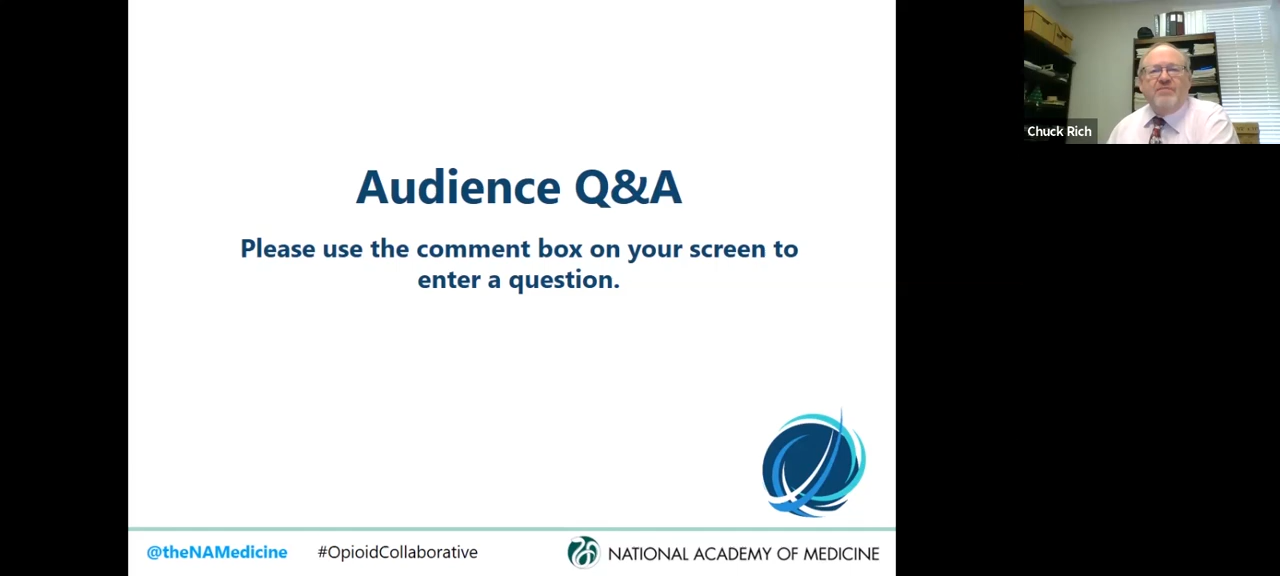 Audience Q&A
Please use the comment box on your screen to
enter a question.
Chuck Rich
@theNAMedicine
#OpioidCollaborative
NATIONAL ACADEMY OF MEDICINE